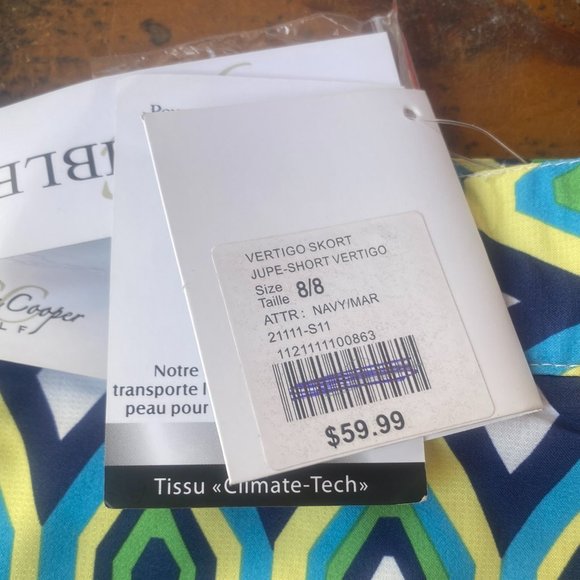 IBLE
Cooper
Notre
transporte l
peau pour
Tissu «Climate-Tech»
VERTIGO SKORT
JUPE-SHORT VERTIGO
Size
Taille 8/8
ATTR: NAVY/MAR
21111-S11
1121111100863
$59.99